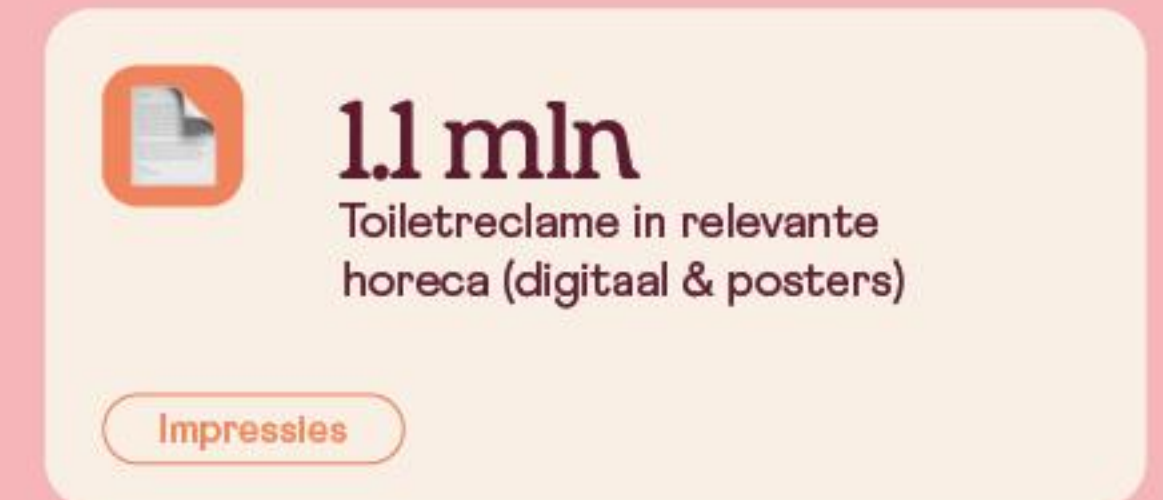 1.1 mln
Toiletreclame in relevante
horeca (digitaal & posters)
Impressies